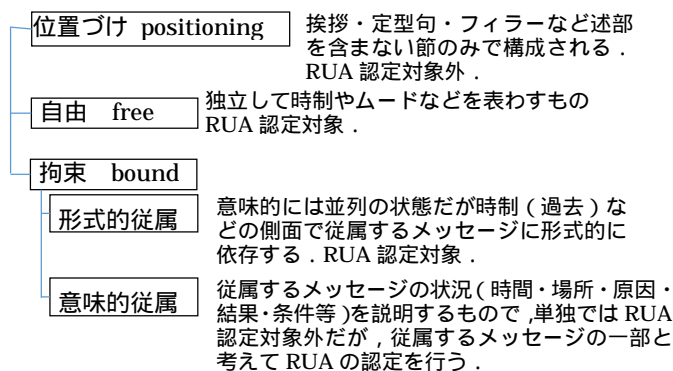 位置づけ positioning
挨拶・定型句・フィラーなど述部
を含まない節のみで構成される．
RUA 認定対象外．
自由 free
独立して時制やムードなどを表わすもの
RUA 認定対象．
拘束 bound
形式的従属
意味的には並列の状態だが時制（過去）な
どの側面で従属するメッセージに形式的に
依存する．RUA 認定対象．
意味的従属
従属するメッセージの状況（時間・場所・原因・
結果・条件等）を説明するもので，単独では RUA
認定対象外だが，従属するメッセージの一部と
考えて RUA の認定を行う．